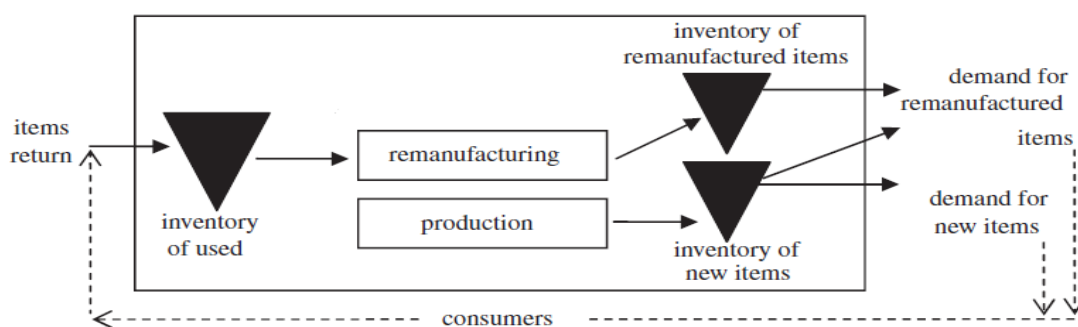 inventory of
remanufactured items
demand for
remanufactured
items
items
return
remanufacturing
production
inventory
of used
inventory of
new items
demand for
new items
consumers